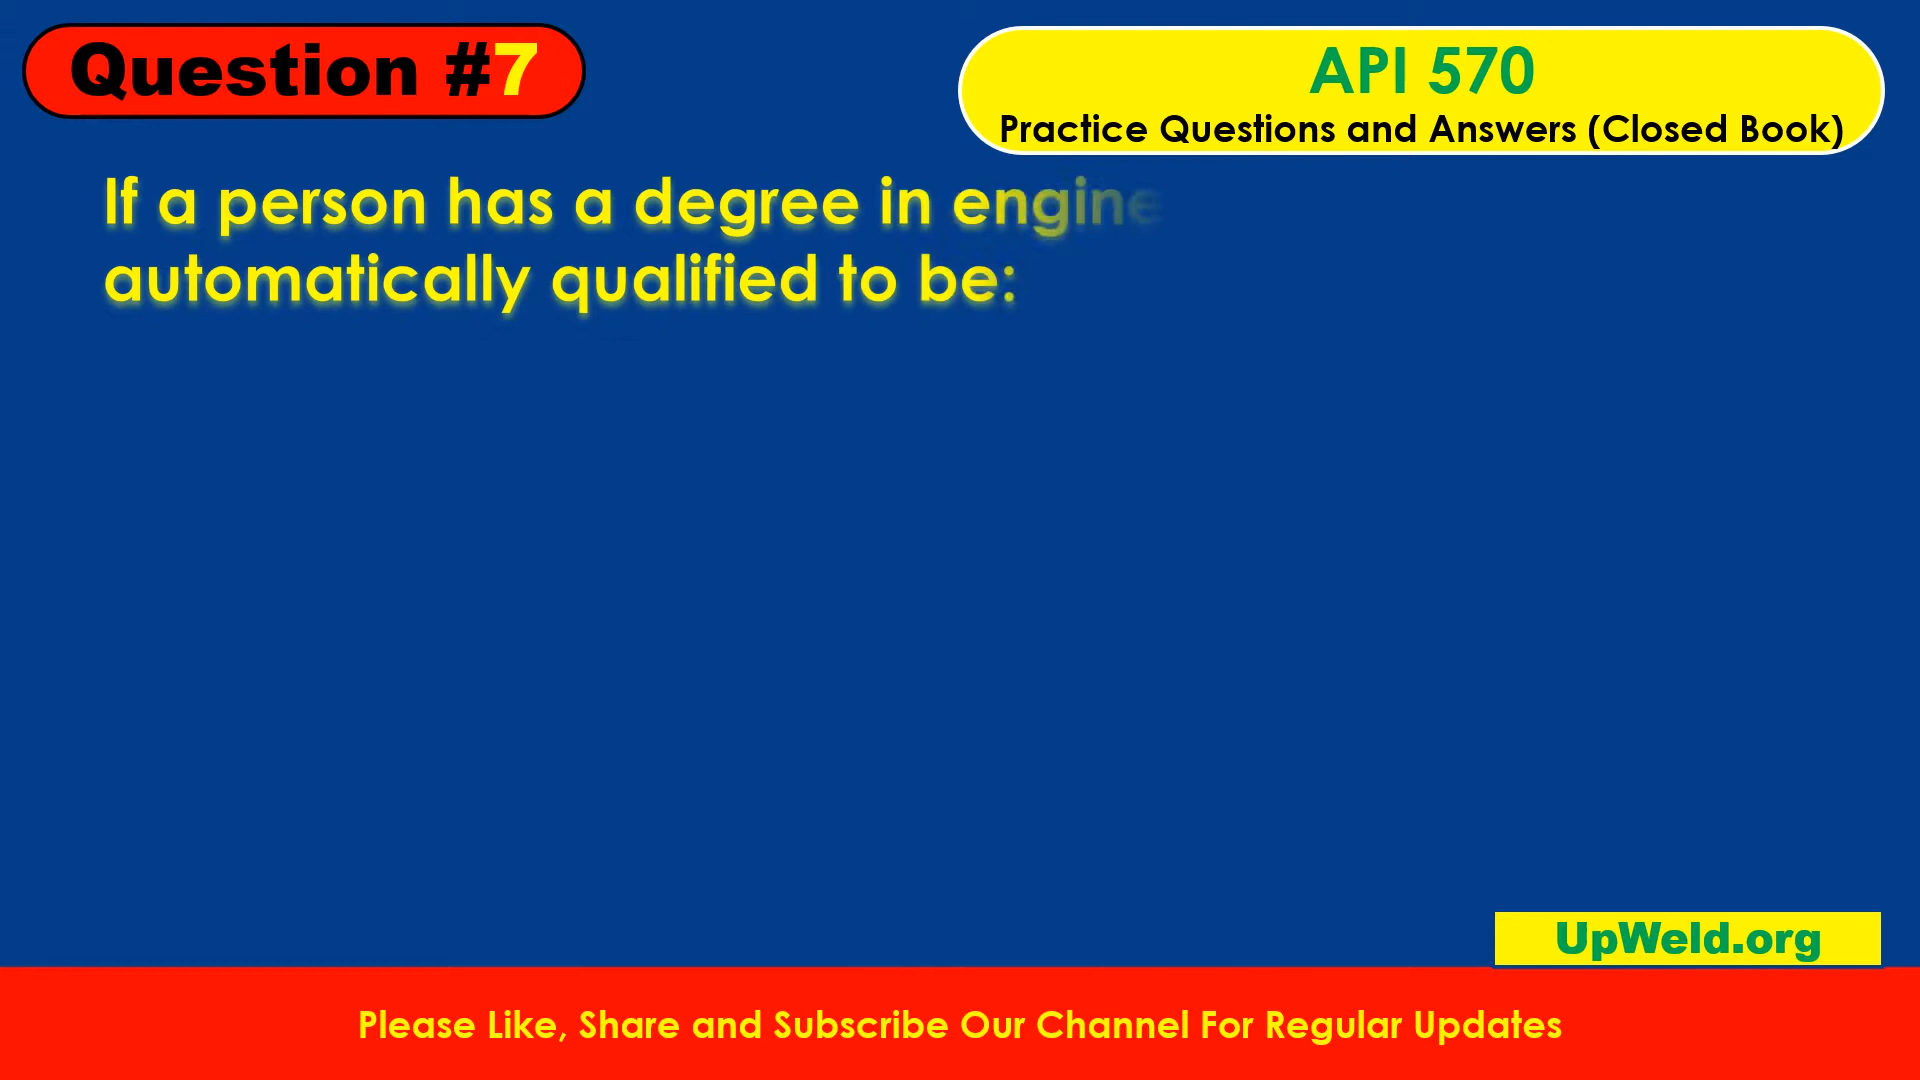 Question #7
API 570
Practice Questions and Answers (Closed Book)
If a person has a degree in engine
automatically qualified to be:
UpWeld.org
Please Like, Share and Subscribe Our Channel For Regular Updates